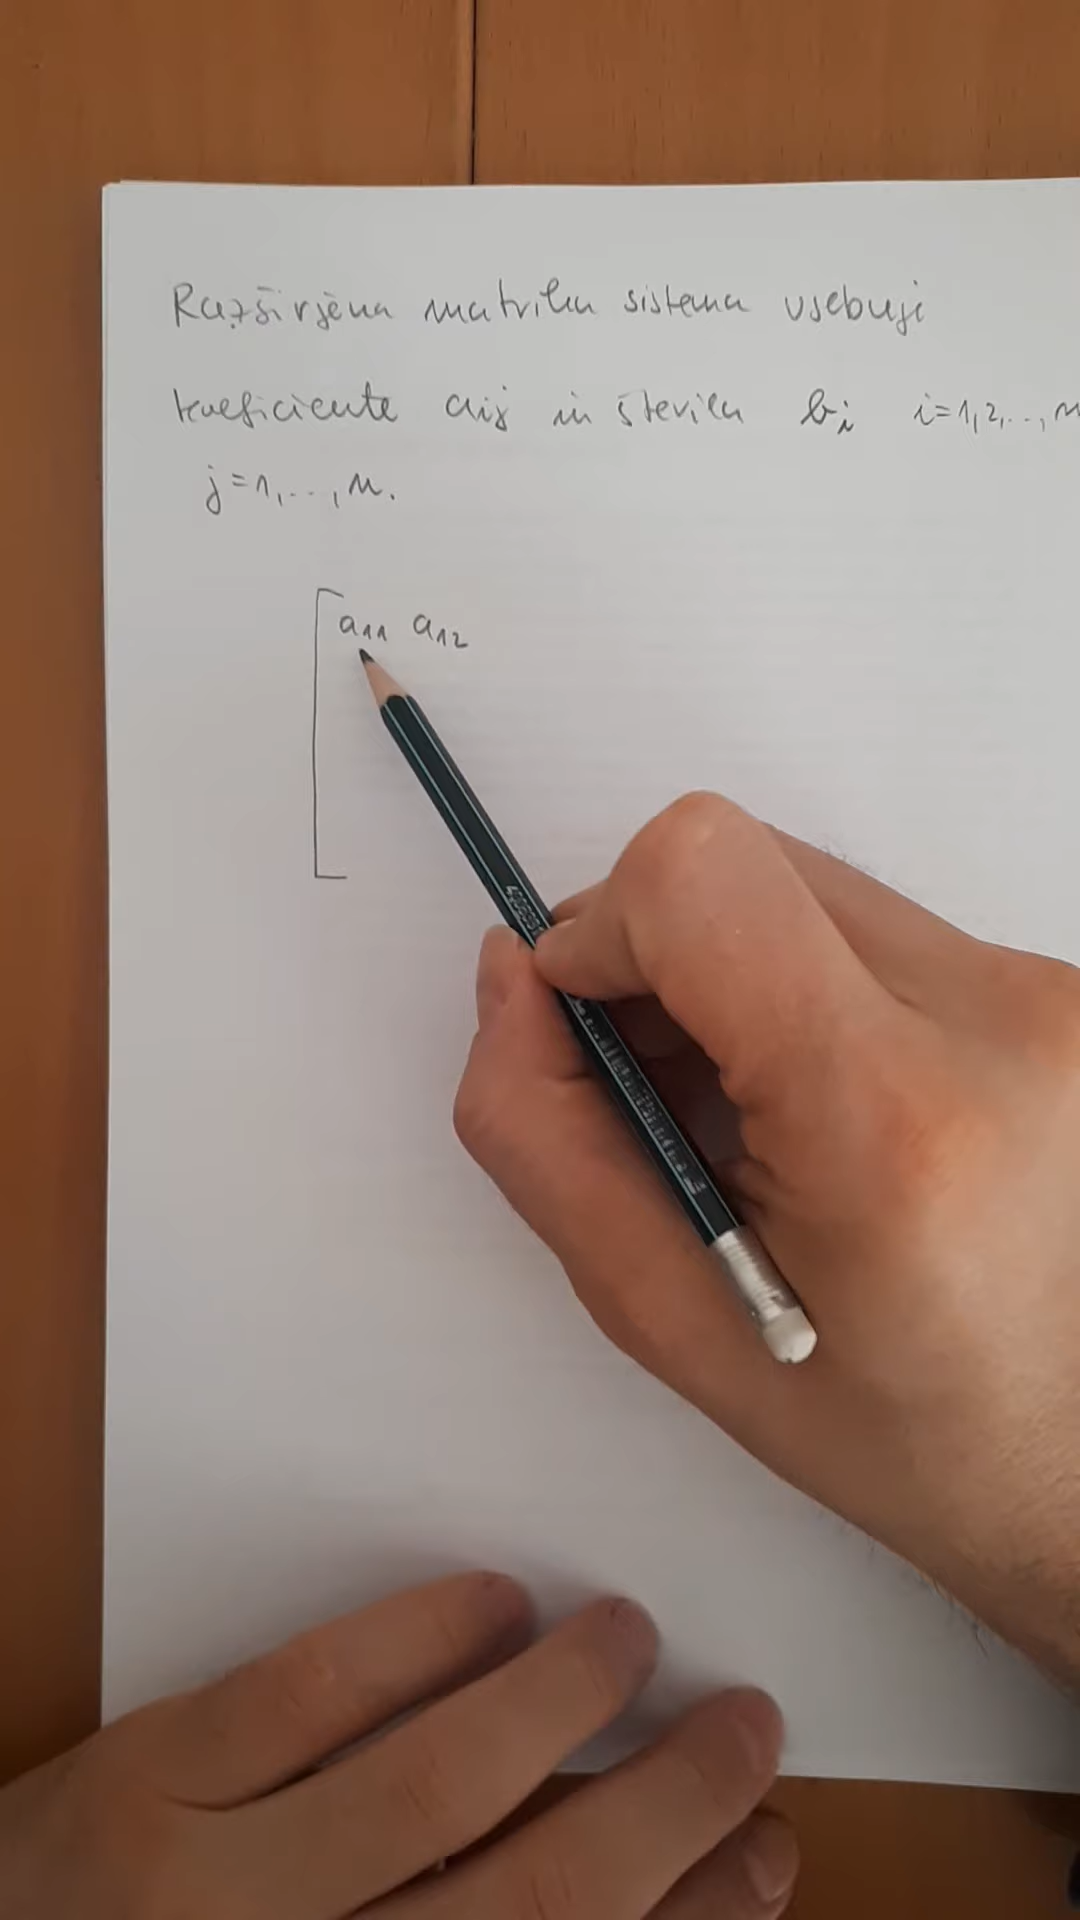 Razširjena matrika sistema vsebuje
koeficiente aij in števila bi i=1,2,...,m
j=1,...,n.
a11 a12